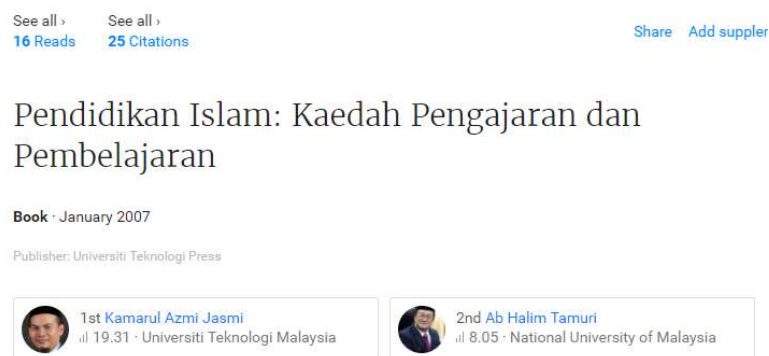 See all › See all ›
16 Reads 25 Citations
Share Add suppler
Pendidikan Islam: Kaedah Pengajaran dan
Pembelajaran
Book · January 2007
Publisher: Universiti Teknologi Press
1st Kamarul Azmi Jasmi 2nd Ab Halim Tamuri
19.31 · Universiti Teknologi Malaysia 8.05 · National University of Malaysia